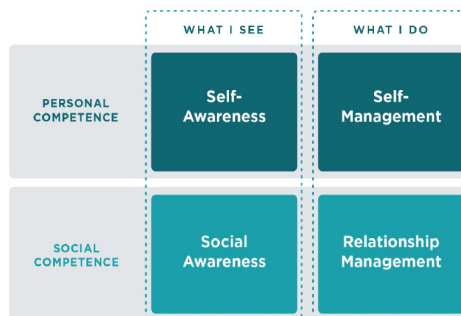 WHAT I SEE
WHAT I DO
PERSONAL
COMPETENCE
Self-
Awareness
Self-
Management
SOCIAL
COMPETENCE
Social
Awareness
Relationship
Management